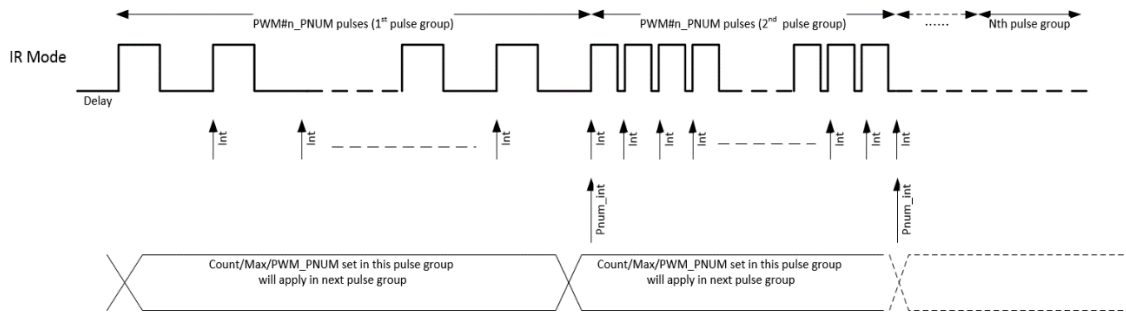 PWM#n_PNUM pulses (1st pulse group)
PWM#n_PNUM pulses (2nd pulse group)
......
Nth pulse group
IR Mode
Delay
Int
Int
Int
Int
Int
Int
Int
Int
Int
Int
Pnum_int
Pnum_int
Count/Max/PWM_PNUM set in this pulse group
will apply in next pulse group
Count/Max/PWM_PNUM set in this pulse group
will apply in next pulse group